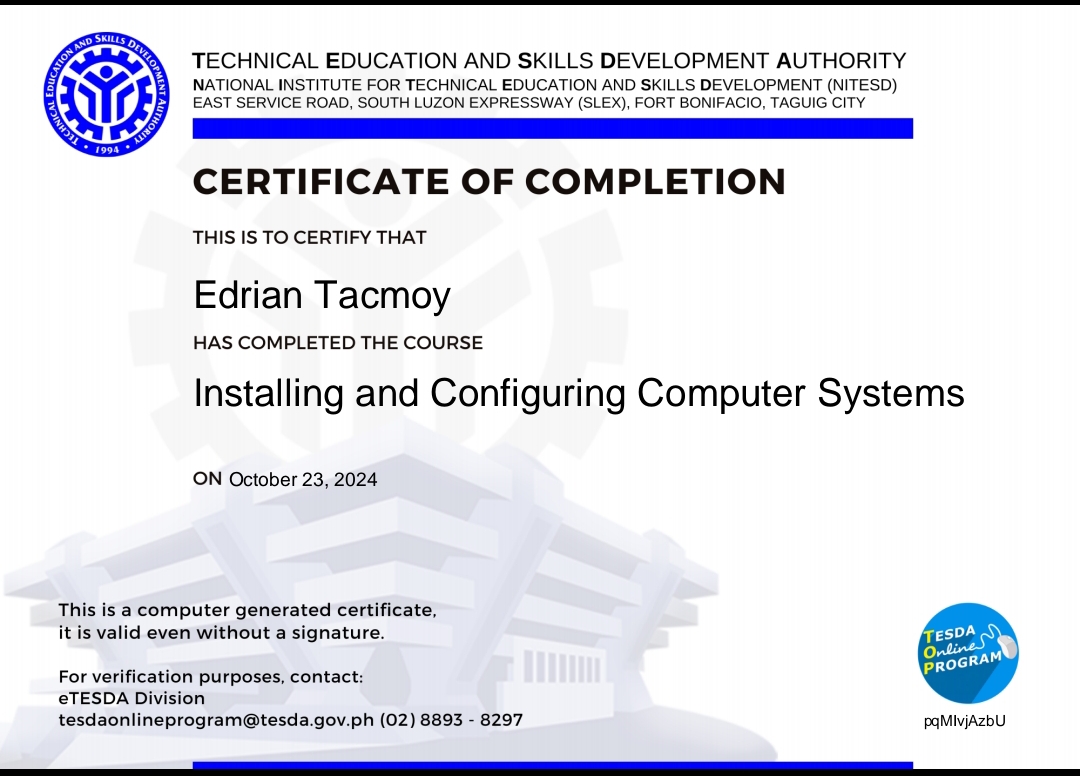 TECHNICAL EDUCATION AND SKILLS DEVELOPMENT AUTHORITY
• 1994 •
TECHNICAL EDUCATION AND SKILLS DEVELOPMENT AUTHORITY
NATIONAL INSTITUTE FOR TECHNICAL EDUCATION AND SKILLS DEVELOPMENT (NITESD)
EAST SERVICE ROAD, SOUTH LUZON EXPRESSWAY (SLEX), FORT BONIFACIO, TAGUIG CITY
CERTIFICATE OF COMPLETION
THIS IS TO CERTIFY THAT
Edrian Tacmoy
HAS COMPLETED THE COURSE
Installing and Configuring Computer Systems
ON October 23, 2024
This is a computer generated certificate,
it is valid even without a signature.
For verification purposes, contact:
eTESDA Division
tesdaonlineprogram@tesda.gov.ph (02) 8893 - 8297
TESDA
Online
PROGRAM
pqMIvjAzbU